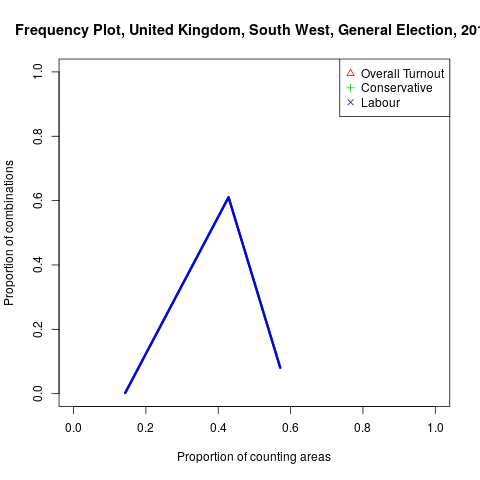 Frequency Plot, United Kingdom, South West, General Election, 201
Overall Turnout
Conservative
Labour
1.0
0.8
0.6
0.4
0.2
0.0
Proportion of combinations
0.0 0.2 0.4 0.6 0.8 1.0
Proportion of counting areas